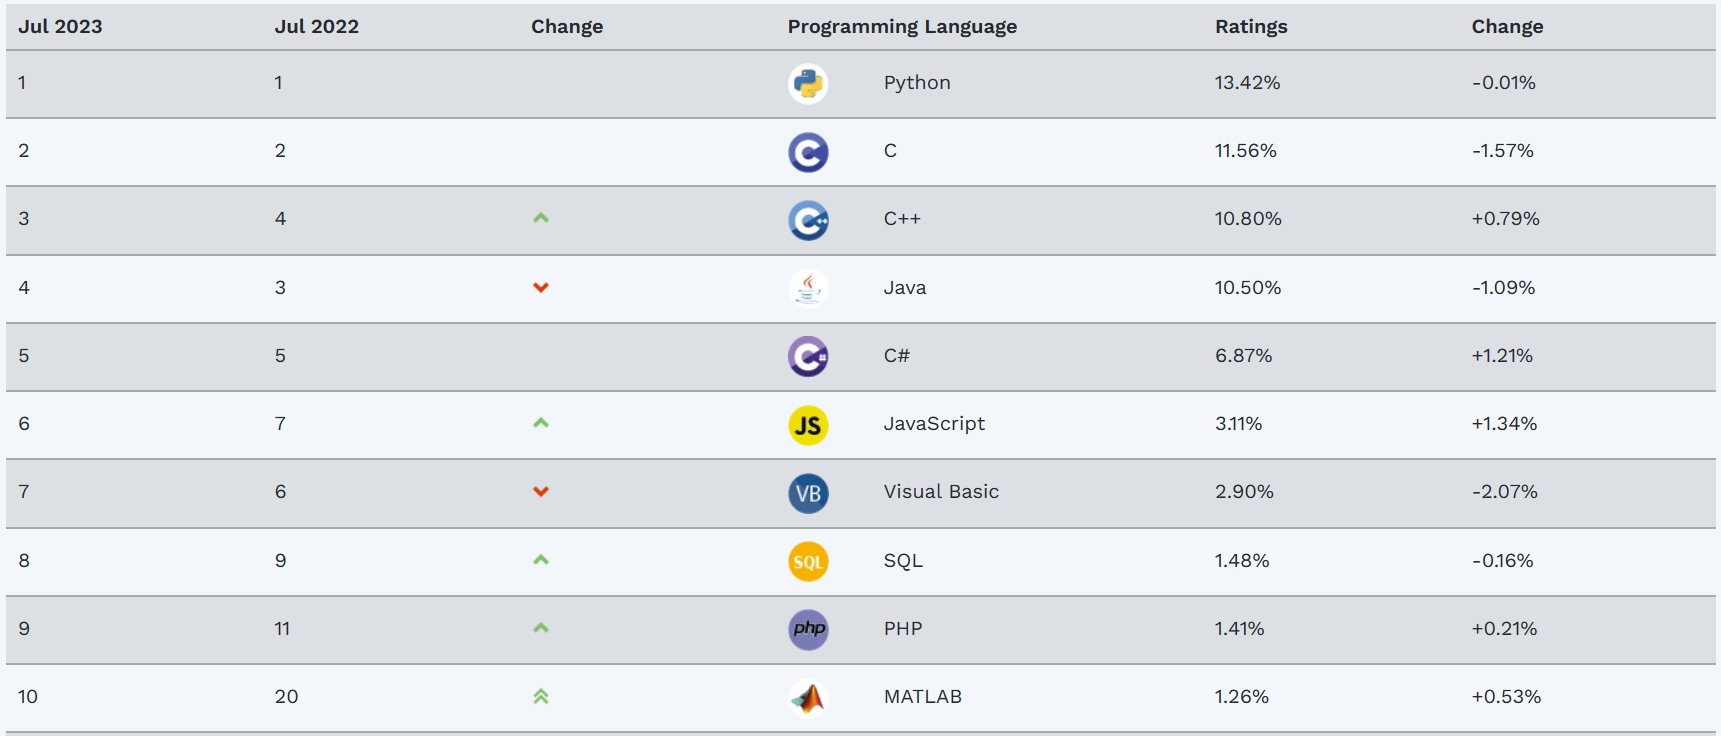 Jul 2023 Jul 2022 Change Programming Language Ratings Change
1 1 Python 13.42% -0.01%
2 2 C C 11.56% -1.57%
3 4 C++ C++ 10.80% +0.79%
4 3 Java 10.50% -1.09%
5 5 C# C# 6.87% +1.21%
6 7 JS JavaScript 3.11% +1.34%
7 6 VB Visual Basic 2.90% -2.07%
8 9 SQL SQL 1.48% -0.16%
9 11 php PHP 1.41% +0.21%
10 20 MATLAB 1.26% +0.53%